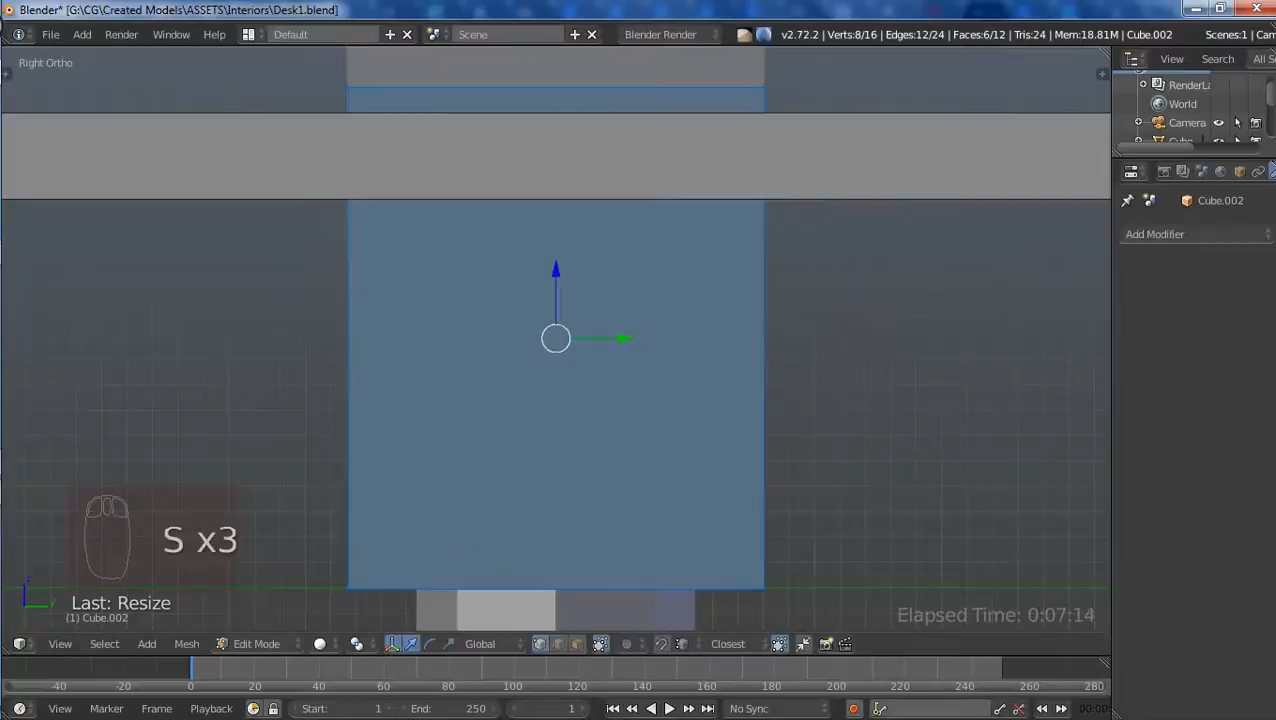 Blender* [G:\CG\Created Models\ASSETS\Interiors\Desk1.blend]
File Add Render Window Help Default Scene Blender Render v2.72.2 | Verts:8/16 | Edges:12/24 | Faces:6/12 | Tris:24 | Mem:18.81M | Cube.002 Scenes:1 | Cam
Right Ortho
View Search All S
RenderLa
World
Camera
Cube
Cube.002
Add Modifier
S x3
Last: Resize
(1) Cube.002
Elapsed Time: 0:07:14
View Select Add Mesh Edit Mode Global Closest
-40 -20 0 20 40 60 80 100 120 140 160 180 200 220 240 260 280
View Marker Frame Playback Start: 1 End: 250 1 No Sync